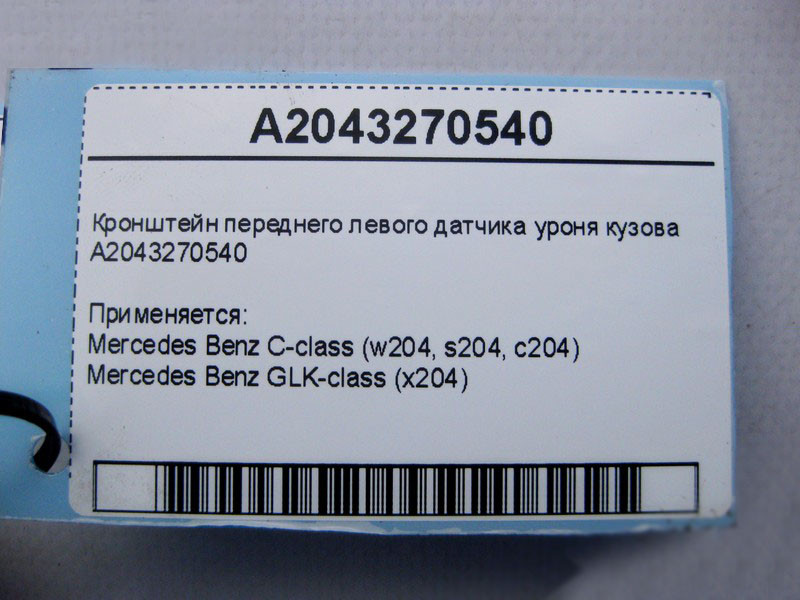 A2043270540
Кронштейн переднего левого датчика уроня кузова
A2043270540
Применяется:
Mercedes Benz C-class (w204, s204, c204)
Mercedes Benz GLK-class (x204)